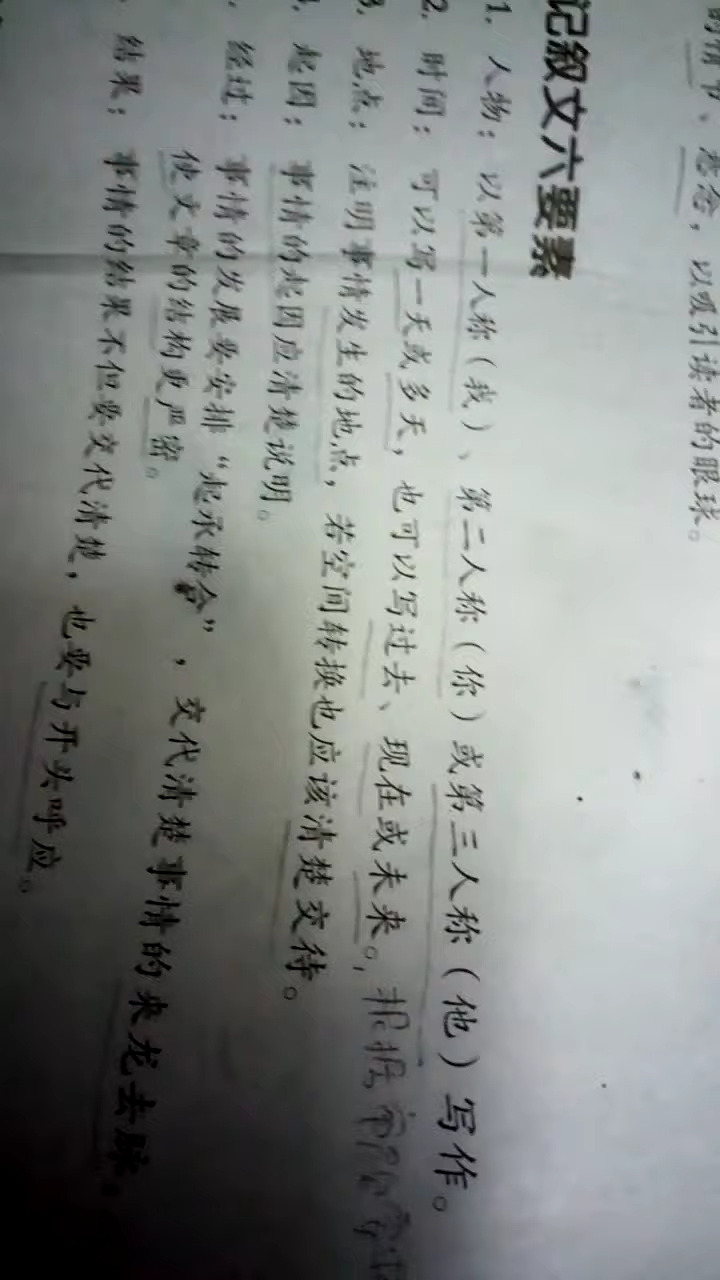 的情节、悬念，以吸引读者的眼球。
记叙文六要素
1. 人物：以第一人称（我）、第二人称（你）或第三人称（他）写作。
2. 时间：可以写一天或多天，也可以写过去、现在或未来。，根据
3. 地点：注明事情发生的地点，若空间转换也应该清楚交待。
. 起因：事情的起因应清楚说明。
. 经过：事情的发展要安排“起承转合”，交代清楚事情的来龙去脉，
使文章的结构更严密。
. 结果：事情的结果不但要交代清楚，也要与开头呼应。